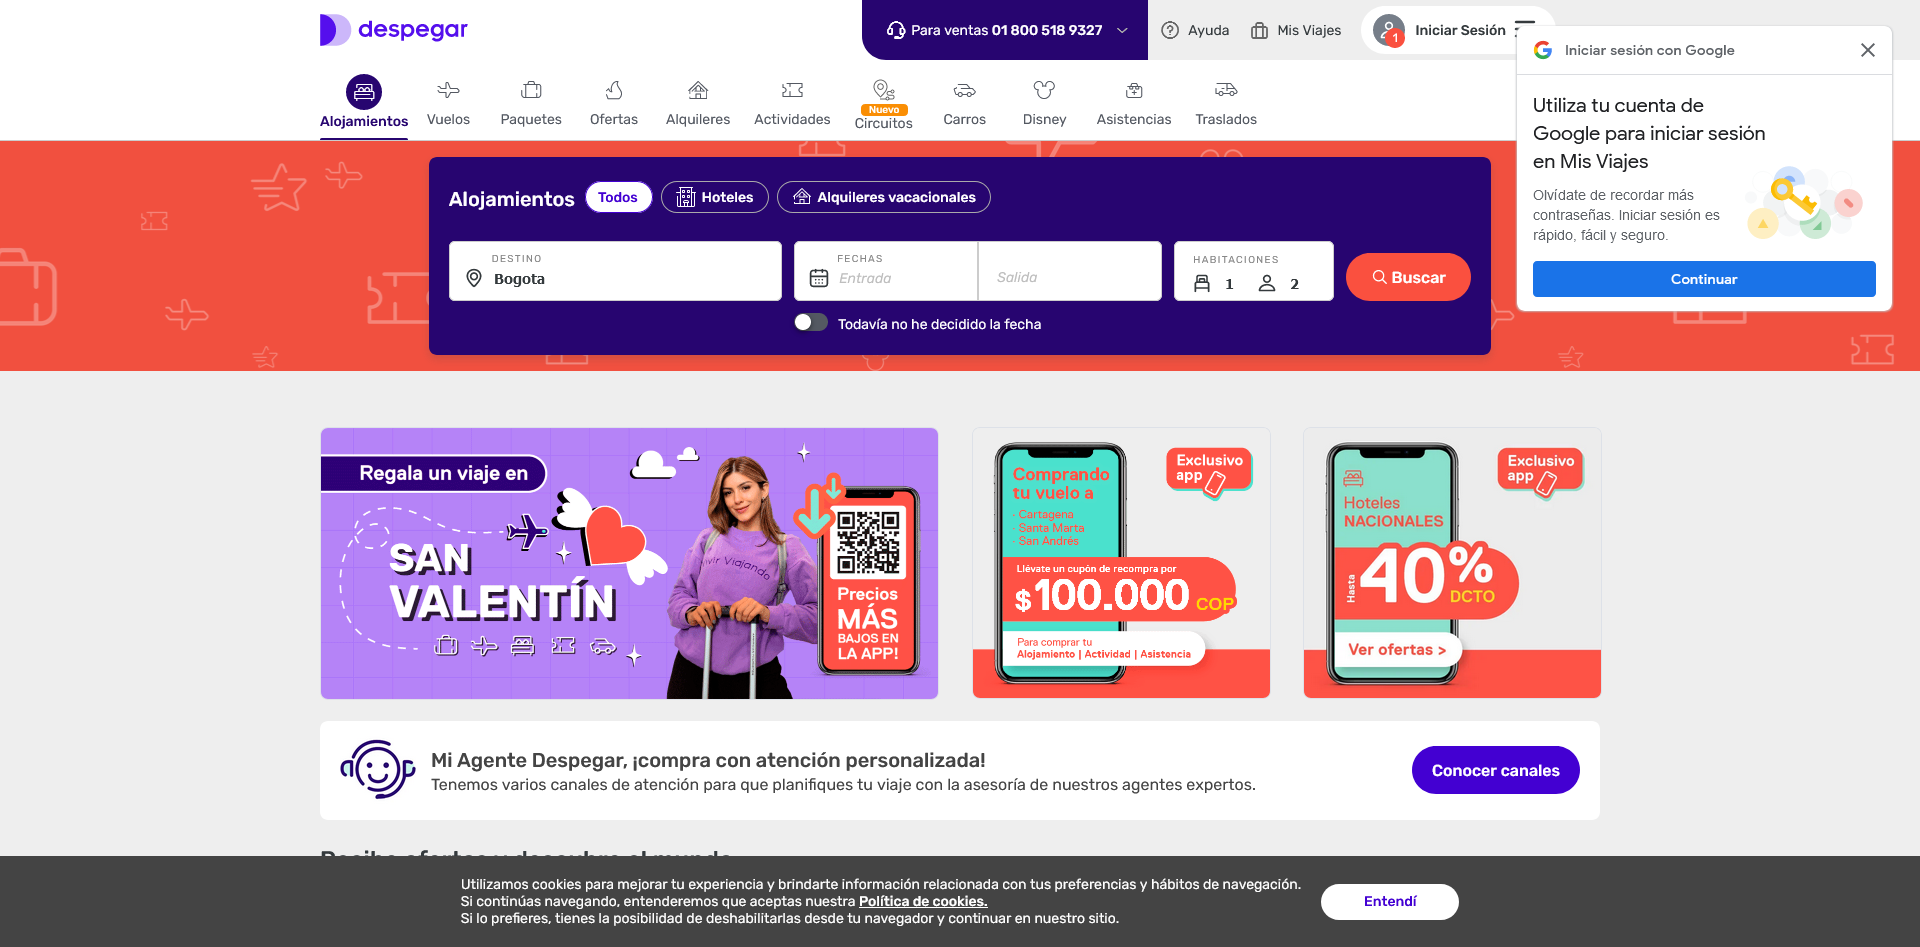 despegar
Para ventas 01 800 518 9327
Ayuda
Mis Viajes
1
Iniciar Sesión
Alojamientos
Vuelos
Paquetes
Ofertas
Alquileres
Actividades
Nuevo
Circuitos
Carros
Disney
Asistencias
Traslados
Iniciar sesión con Google
Utiliza tu cuenta de
Google para iniciar sesión
en Mis Viajes
Olvídate de recordar más
contraseñas. Iniciar sesión es
rápido, fácil y seguro.
Continuar
Alojamientos
Todos
Hoteles
Alquileres vacacionales
DESTINO
Bogota
FECHAS
Entrada
Salida
HABITACIONES
1
2
Buscar
Todavía no he decidido la fecha
Regala un viaje en
SAN
VALENTÍN
Vivir Viajando
Precios
MÁS
BAJOS EN
LA APP!
Comprando
tu vuelo a
· Cartagena
· Santa Marta
· San Andrés
Exclusivo
app
Llévate un cupón de recompra por
$100.000 COP
Para comprar tu
Alojamiento | Actividad | Asistencia
Hoteles
NACIONALES
Exclusivo
app
Hasta
40%
DCTO
Ver ofertas >
Mi Agente Despegar, ¡compra con atención personalizada!
Tenemos varios canales de atención para que planifiques tu viaje con la asesoría de nuestros agentes expertos.
Conocer canales
Recibe ofertas y descubre el mundo
Utilizamos cookies para mejorar tu experiencia y brindarte información relacionada con tus preferencias y hábitos de navegación.
Si continúas navegando, entenderemos que aceptas nuestra Política de cookies.
Si lo prefieres, tienes la posibilidad de deshabilitarlas desde tu navegador y continuar en nuestro sitio.
Entendí